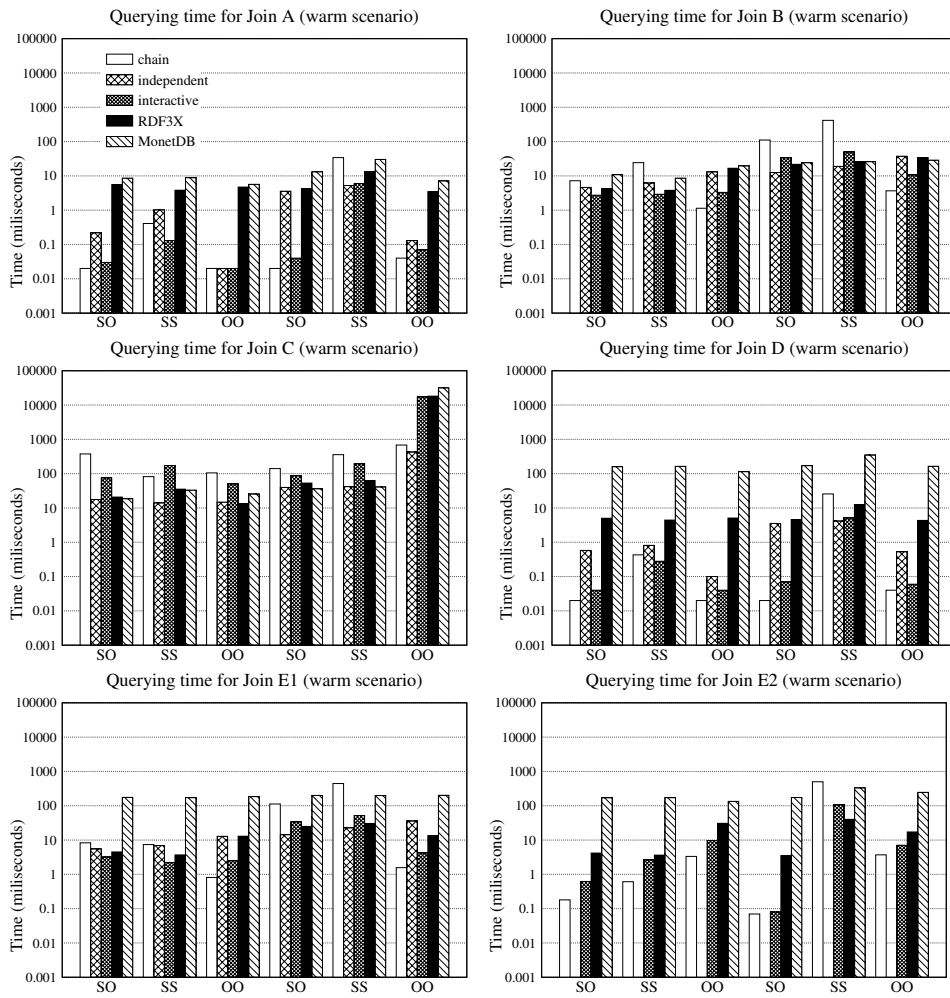 Querying time for Join A (warm scenario)
Time (miliseconds)
100000
10000
1000
100
10
1
0.1
0.01
0.001
chain
independent
interactive
RDF3X
MonetDB
SO SS OO SO SS OO
Querying time for Join B (warm scenario)
Time (miliseconds)
100000
10000
1000
100
10
1
0.1
0.01
0.001
SO SS OO SO SS OO
Querying time for Join C (warm scenario)
Time (miliseconds)
100000
10000
1000
100
10
1
0.1
0.01
0.001
SO SS OO SO SS OO
Querying time for Join D (warm scenario)
Time (miliseconds)
100000
10000
1000
100
10
1
0.1
0.01
0.001
SO SS OO SO SS OO
Querying time for Join E1 (warm scenario)
Time (miliseconds)
100000
10000
1000
100
10
1
0.1
0.01
0.001
SO SS OO SO SS OO
Querying time for Join E2 (warm scenario)
Time (miliseconds)
100000
10000
1000
100
10
1
0.1
0.01
0.001
SO SS OO SO SS OO